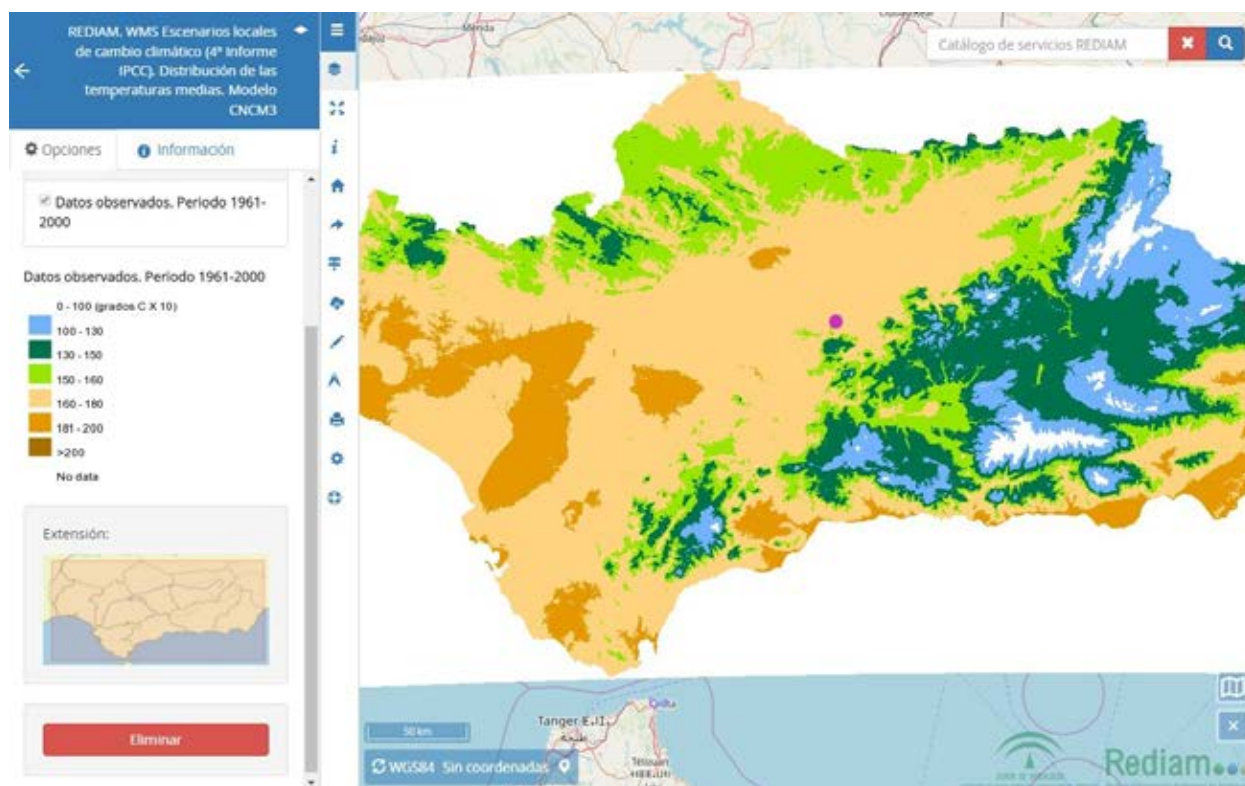 REDIAM. WMS Escenarios locales
de cambio climático (4º Informe
IPCC). Distribución de las
temperaturas medias. Modelo
CNCM3
Opciones
Información
Datos observados. Periodo 1961-
2000
Datos observados. Periodo 1961-2000
0 - 100 (grados C X 10)
100 - 130
130 - 150
150 - 160
160 - 180
181 - 200
>200
No data
Extensión:
Eliminar
Mérida
Catálogo de servicios REDIAM
Tanger
طنجة
50 km
WGS84 Sin coordenadas
Rediam